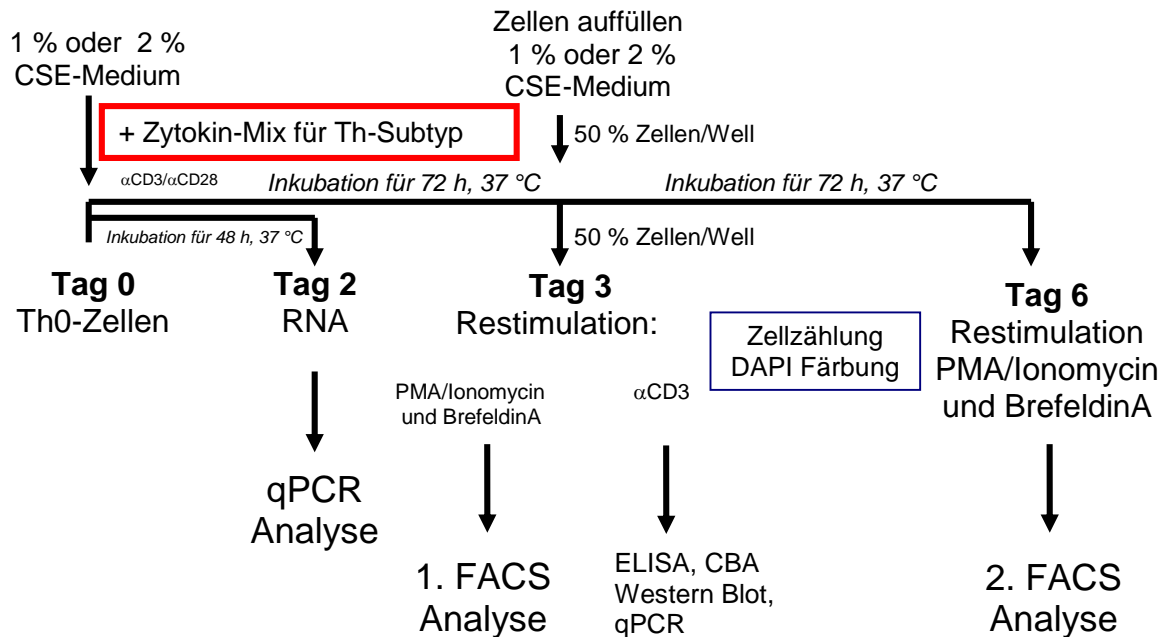 1 % oder 2 %
CSE-Medium
Zellen auffüllen
1 % oder 2 %
CSE-Medium
+ Zytokin-Mix für Th-Subtyp
50 % Zellen/Well
αCD3/αCD28
Inkubation für 72 h, 37 °C
Inkubation für 72 h, 37 °C
Inkubation für 48 h, 37 °C
50 % Zellen/Well
Tag 0
Th0-Zellen
Tag 2
RNA
qPCR
Analyse
Tag 3
Restimulation:
PMA/Ionomycin
und BrefeldinA
1. FACS
Analyse
αCD3
ELISA, CBA
Western Blot,
qPCR
Zellzählung
DAPI Färbung
Tag 6
Restimulation
PMA/Ionomycin
und BrefeldinA
2. FACS
Analyse